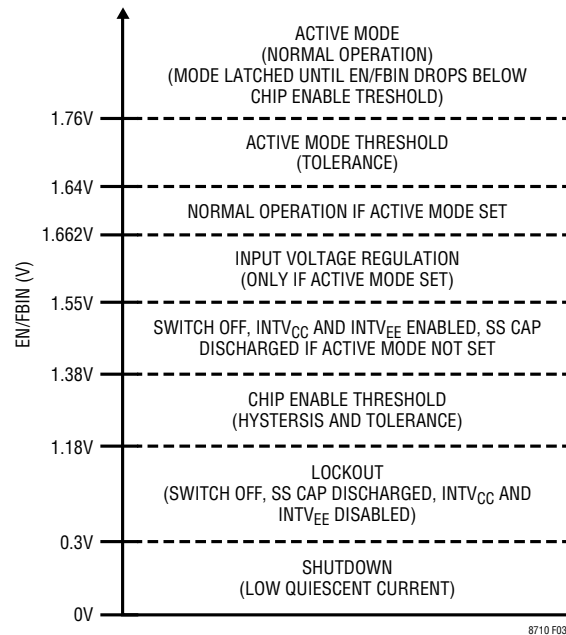 ACTIVE MODE
(NORMAL OPERATION)
(MODE LATCHED UNTIL EN/FBIN DROPS BELOW
CHIP ENABLE TRESHOLD)
1.76V
ACTIVE MODE THRESHOLD
(TOLERANCE)
1.64V
NORMAL OPERATION IF ACTIVE MODE SET
1.662V
INPUT VOLTAGE REGULATION
(ONLY IF ACTIVE MODE SET)
EN/FBIN (V)
1.55V
SWITCH OFF, INTVCC AND INTVEE ENABLED, SS CAP
DISCHARGED IF ACTIVE MODE NOT SET
1.38V
CHIP ENABLE THRESHOLD
(HYSTERSIS AND TOLERANCE)
1.18V
LOCKOUT
(SWITCH OFF, SS CAP DISCHARGED, INTVCC AND
INTVEE DISABLED)
0.3V
SHUTDOWN
(LOW QUIESCENT CURRENT)
0V
8710 F03